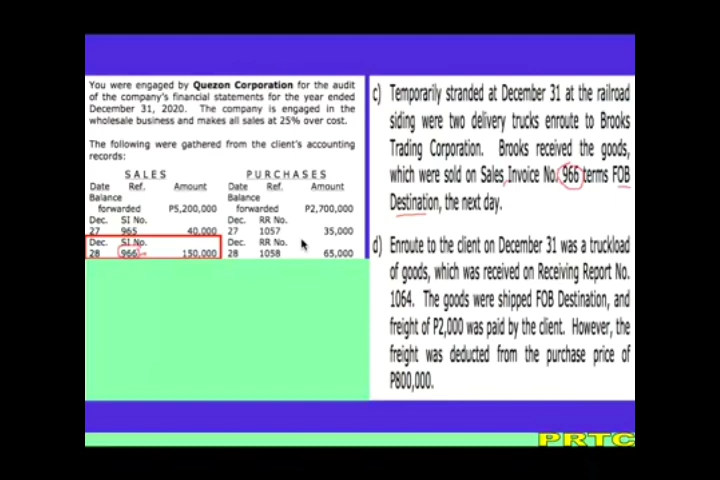 You were engaged by Quezon Corporation for the audit
of the company's financial statements for the year ended
December 31, 2020. The company is engaged in the
wholesale business and makes all sales at 25% over cost.
The following were gathered from the client's accounting
records:
SALES PURCHASES
Date Ref. Amount Date Ref. Amount
Balance Balance
forwarded P5,200,000 forwarded P2,700,000
Dec. SI No. Dec. RR No.
27 965 40,000 27 1057 35,000
Dec. SI No. Dec. RR No.
28 966 150,000 28 1058 65,000
c) Temporarily stranded at December 31 at the railroad
siding were two delivery trucks enroute to Brooks
Trading Corporation. Brooks received the goods,
which were sold on Sales Invoice No. 966 terms FOB
Destination, the next day.
d) Enroute to the client on December 31 was a truckload
of goods, which was received on Receiving Report No.
1064. The goods were shipped FOB Destination, and
freight of P2,000 was paid by the client. However, the
freight was deducted from the purchase price of
P800,000.
PRTC